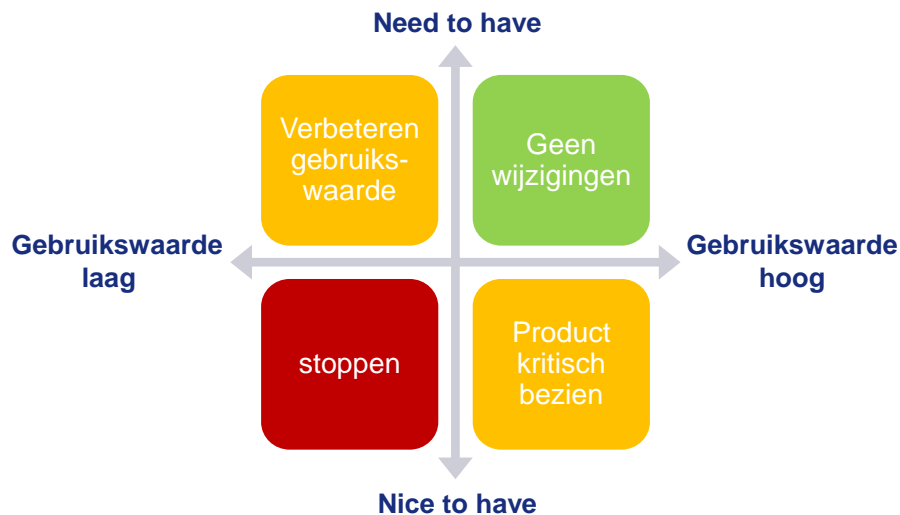 Need to have
Verbeteren
gebruiks-
waarde
Geen
wijzigingen
Gebruikswaarde
laag
Gebruikswaarde
hoog
stoppen
Product
kritisch
bezien
Nice to have